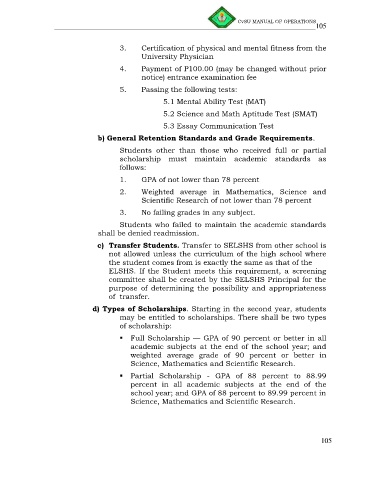 CvSU MANUAL OF OPERATIONS
105
3. Certification of physical and mental fitness from the
University Physician
4. Payment of P100.00 (may be changed without prior
notice) entrance examination fee
5. Passing the following tests:
5.1 Mental Ability Test (MAT)
5.2 Science and Math Aptitude Test (SMAT)
5.3 Essay Communication Test
b) General Retention Standards and Grade Requirements.
Students other than those who received full or partial
scholarship must maintain academic standards as
follows:
1. GPA of not lower than 78 percent
2. Weighted average in Mathematics, Science and
Scientific Research of not lower than 78 percent
3. No failing grades in any subject.
Students who failed to maintain the academic standards
shall be denied readmission.
c) Transfer Students. Transfer to SELSHS from other school is
not allowed unless the curriculum of the high school where
the student comes from is exactly the same as that of the
ELSHS. If the Student meets this requirement, a screening
committee shall be created by the SELSHS Principal for the
purpose of determining the possibility and appropriateness
of transfer.
d) Types of Scholarships. Starting in the second year, students
may be entitled to scholarships. There shall be two types
of scholarship:
• Full Scholarship — GPA of 90 percent or better in all
academic subjects at the end of the school year; and
weighted average grade of 90 percent or better in
Science, Mathematics and Scientific Research.
• Partial Scholarship - GPA of 88 percent to 88.99
percent in all academic subjects at the end of the
school year; and GPA of 88 percent to 89.99 percent in
Science, Mathematics and Scientific Research.
105